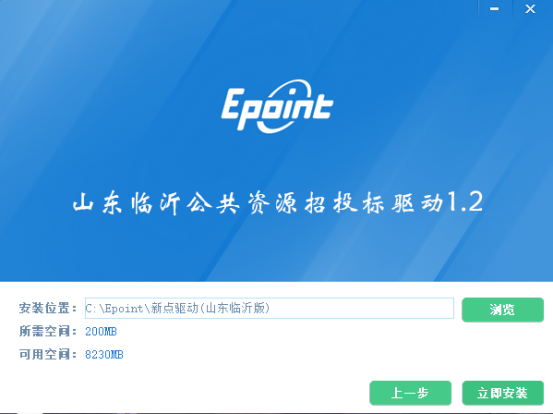 Epoint
山东临沂公共资源招投标驱动1.2
安装位置: C:\Epoint\新点驱动(山东临沂版) 浏览
所需空间: 200MB
可用空间: 8230MB
上一步 立即安装